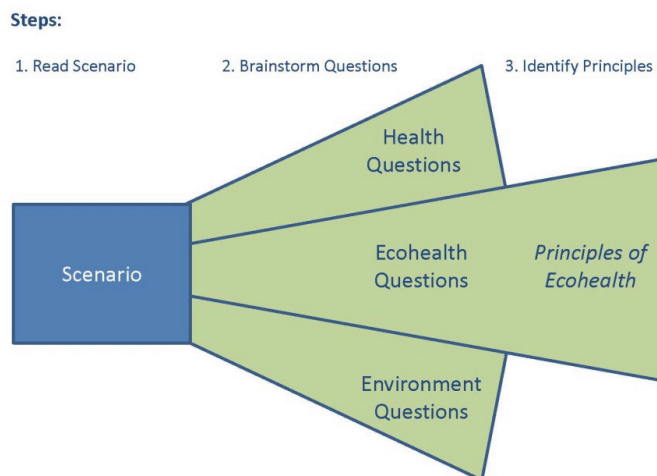 Steps:
1. Read Scenario
2. Brainstorm Questions
3. Identify Principles
Health
Questions
Scenario
Ecohealth
Questions
Principles of
Ecohealth
Environment
Questions